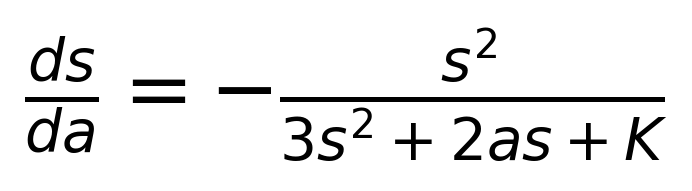 ds/da = −s²/(3s² + 2as + K)